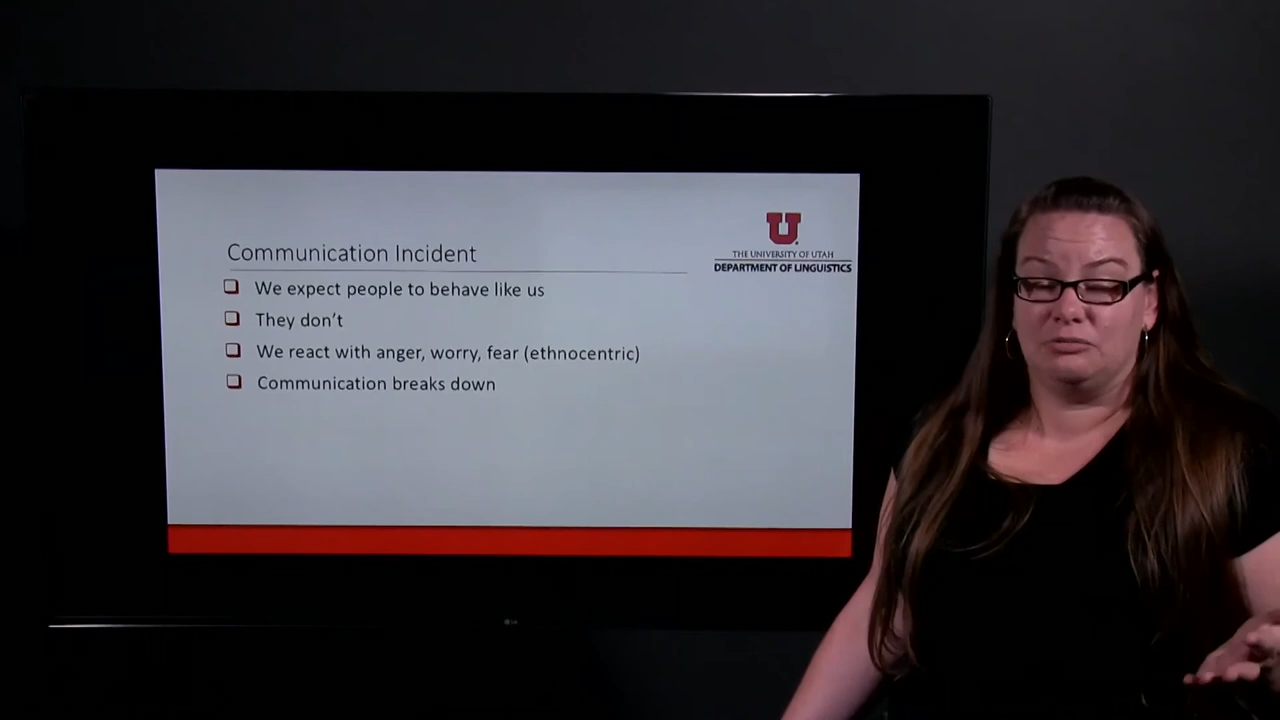 Communication Incident
We expect people to behave like us
They don't
We react with anger, worry, fear (ethnocentric)
Communication breaks down
U
THE UNIVERSITY OF UTAH
DEPARTMENT OF LINGUISTICS
LG